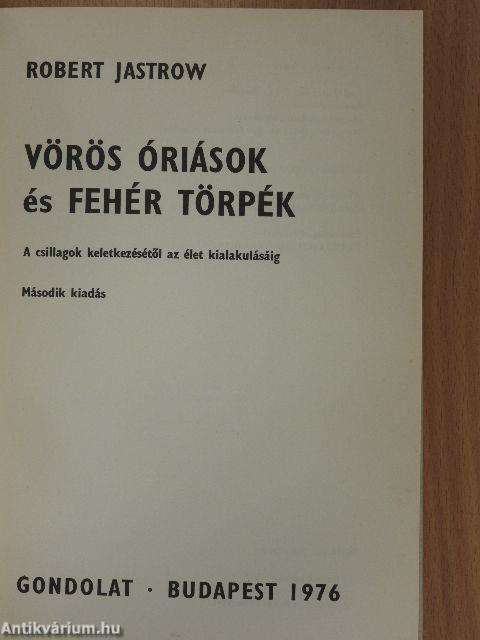 ROBERT JASTROW
VÖRÖS ÓRIÁSOK
és FEHÉR TÖRPÉK
A csillagok keletkezésétől az élet kialakulásáig
Második kiadás
GONDOLAT · BUDAPEST 1976
Antikvárium.hu